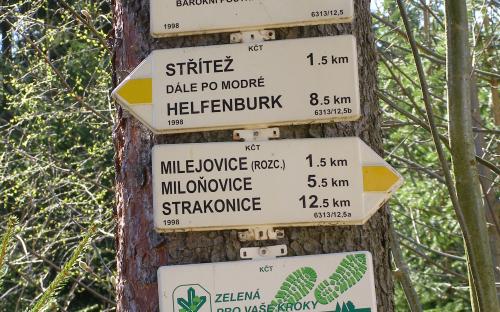 1998 6313/12,5
KČT
STŘÍTEŽ 1.5 km
DÁLE PO MODRÉ
HELFENBURK 8.5 km
1998 6313/12,5b
KČT
MILEJOVICE (ROZC.) 1.5 km
MILOŇOVICE 5.5 km
STRAKONICE 12.5 km
1998 6313/12,5a
KČT
ZELENÁ
PRO VAŠE KROKY